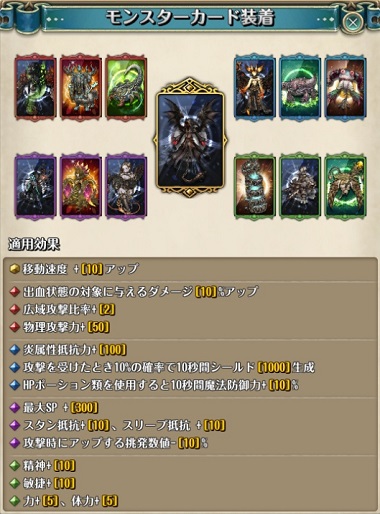 モンスターカード装着
適用効果
移動速度 +[10]アップ
出血状態の対象に与えるダメージ[10]%アップ
広域攻撃比率+[2]
物理攻撃力+[50]
炎属性抵抗力+[100]
攻撃を受けたとき10%の確率で10秒間シールド[1000]生成
HPポーション類を使用すると10秒間魔法防御力+[10]%
最大SP +[300]
スタン抵抗+[10]、スリープ抵抗 +[10]
攻撃時にアップする挑発数値-[10]%
精神+[10]
敏捷+[10]
力+[5]、体力+[5]